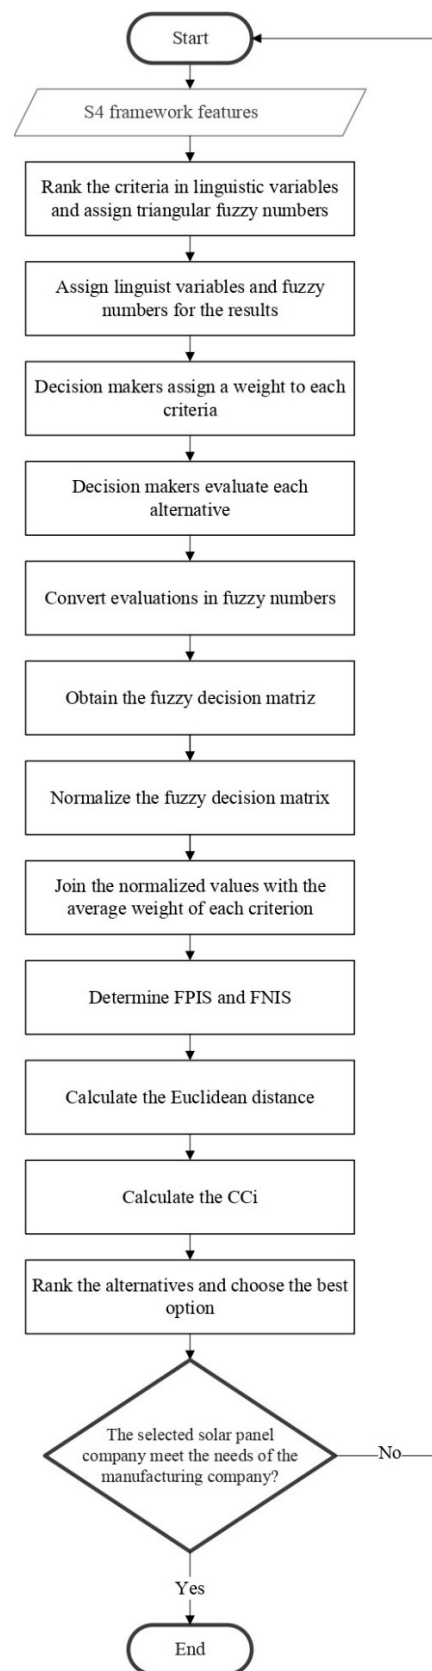 Start
S4 framework features
Rank the criteria in linguistic variables
and assign triangular fuzzy numbers
Assign linguist variables and fuzzy
numbers for the results
Decision makers assign a weight to each
criteria
Decision makers evaluate each
alternative
Convert evaluations in fuzzy numbers
Obtain the fuzzy decision matriz
Normalize the fuzzy decision matrix
Join the normalized values with the
average weight of each criterion
Determine FPIS and FNIS
Calculate the Euclidean distance
Calculate the CCi
Rank the alternatives and choose the best
option
The selected solar panel
company meet the needs of the
manufacturing company?
No
Yes
End